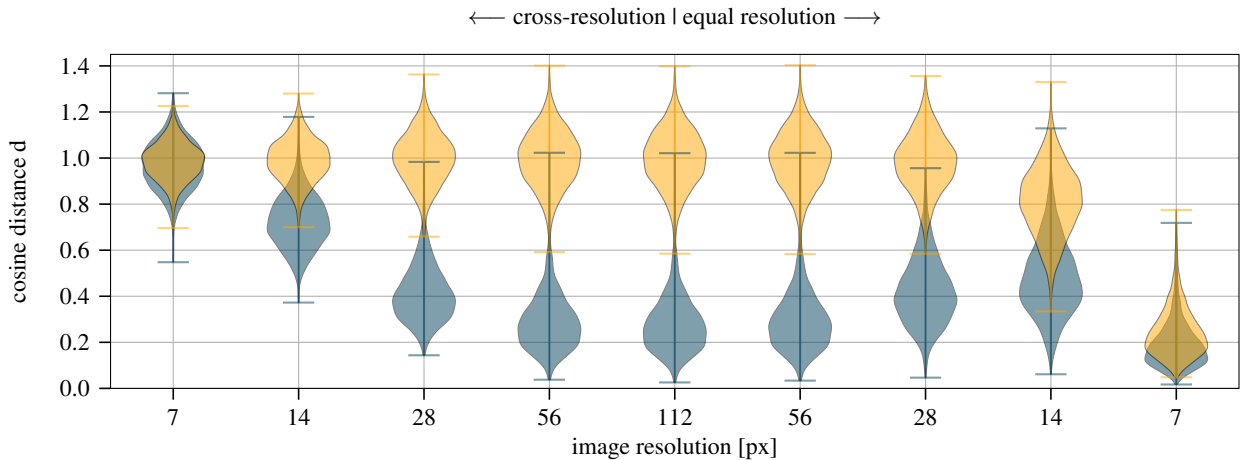 ⟵ cross-resolution | equal resolution ⟶
cosine distance d
1.4
1.2
1.0
0.8
0.6
0.4
0.2
0.0
7 14 28 56 112 56 28 14 7
image resolution [px]